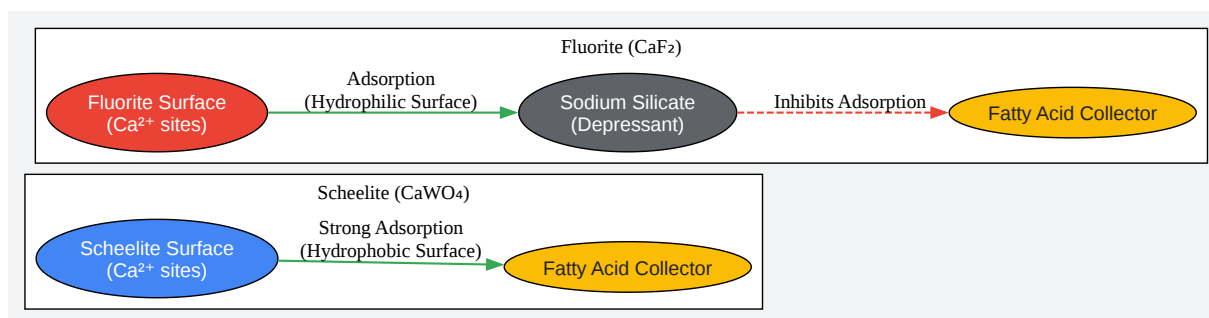 Fluorite (CaF₂)
Fluorite Surface
(Ca²⁺ sites)
Adsorption
(Hydrophilic Surface)
Sodium Silicate
(Depressant)
Inhibits Adsorption
Fatty Acid Collector
Scheelite (CaWO₄)
Scheelite Surface
(Ca²⁺ sites)
Strong Adsorption
(Hydrophobic Surface)
Fatty Acid Collector